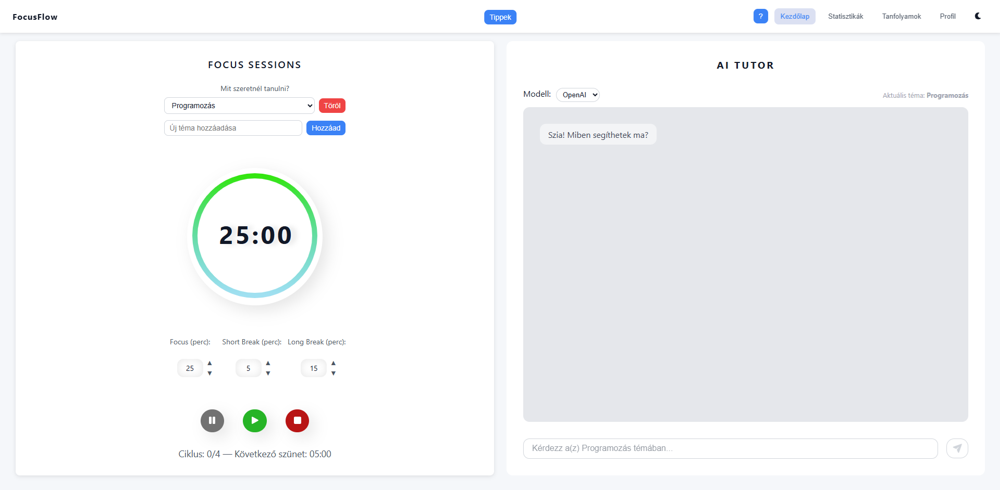 FocusFlow
Tippek
?
Kezdőlap
Statisztikák
Tanfolyamok
Profil
FOCUS SESSIONS
Mit szeretnél tanulni?
Programozás
Töröl
Új téma hozzáadása
Hozzáad
25:00
Focus (perc):
Short Break (perc):
Long Break (perc):
25
5
15
Ciklus: 0/4 — Következő szünet: 05:00
AI TUTOR
Modell:
OpenAI
Aktuális téma: Programozás
Szia! Miben segíthetek ma?
Kérdezz a(z) Programozás témában...